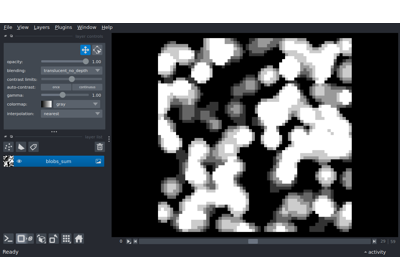 File View Layers Plugins Window Help
opacity: 1.00
blending: translucent_no_depth
contrast limits:
auto-contrast: once continuous
gamma: 1.00
colormap: gray
interpolation: nearest
blobs_sum
Ready
activity